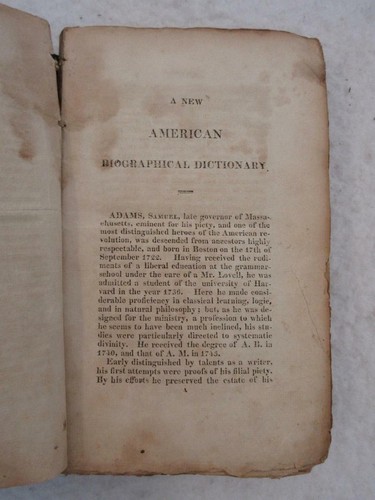 A NEW
AMERICAN
BIOGRAPHICAL DICTIONARY.
ADAMS, SAMUEL, late governor of Massa-
chusetts, eminent for his piety, and one of the
most distinguished heroes of the American re-
volution, was descended from ancestors highly
respectable, and born in Boston on the 17th of
September 1722. Having received the rudi-
ments of a liberal education at the grammar-
school under the care of a Mr. Lovell, he was
admitted a student of the university of Har-
vard in the year 1736. Here he made consi-
derable proficiency in classical learning, logic,
and in natural philosophy; but, as he was de-
signed for the ministry, a profession to which
he seems to have been much inclined, his stu-
dies were particularly directed to systematic
divinity. He received the degree of A. B. in
1740, and that of A. M. in 1743.
Early distinguished by talents as a writer,
his first attempts were proofs of his filial piety.
By his efforts he preserved the estate of his